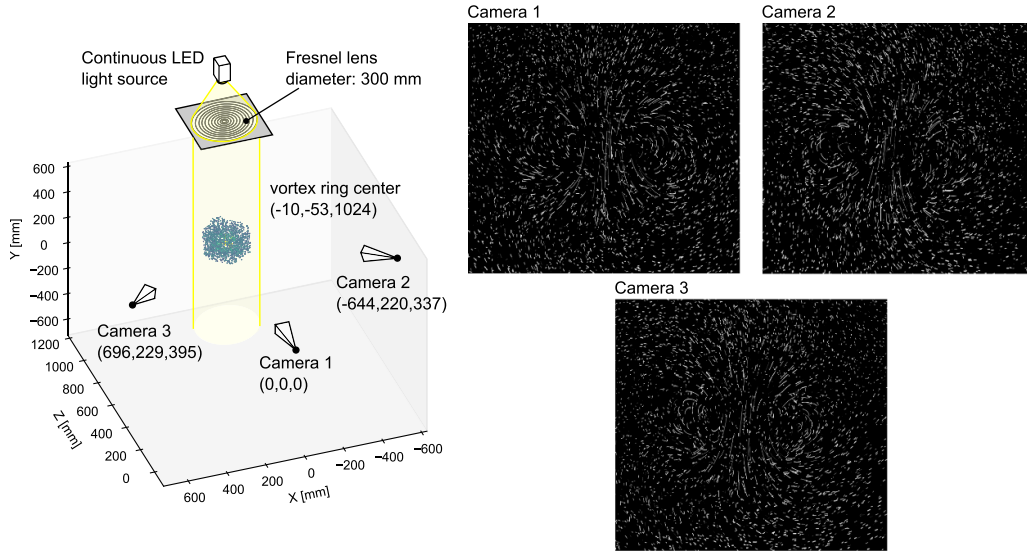 Camera 1
Camera 2
Continuous LED
light source
Fresnel lens
diameter: 300 mm
vortex ring center
(-10,-53,1024)
Camera 2
(-644,220,337)
Camera 3
(696,229,395)
Camera 1
(0,0,0)
Y [mm]
600
400
200
0
−200
−400
−600
Z [mm]
1200
1000
800
600
400
200
0
X [mm]
600
400
200
0
−200
−400
−600
Camera 3